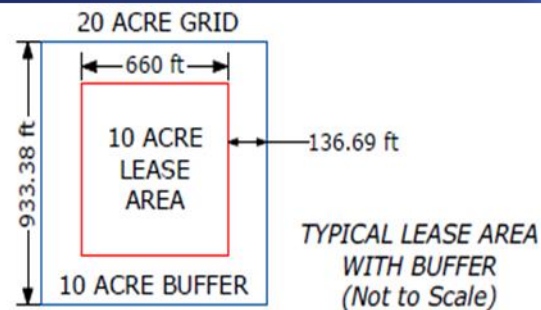 20 ACRE GRID
660 ft
933.38 ft
10 ACRE
LEASE
AREA
136.69 ft
10 ACRE BUFFER
TYPICAL LEASE AREA
WITH BUFFER
(Not to Scale)